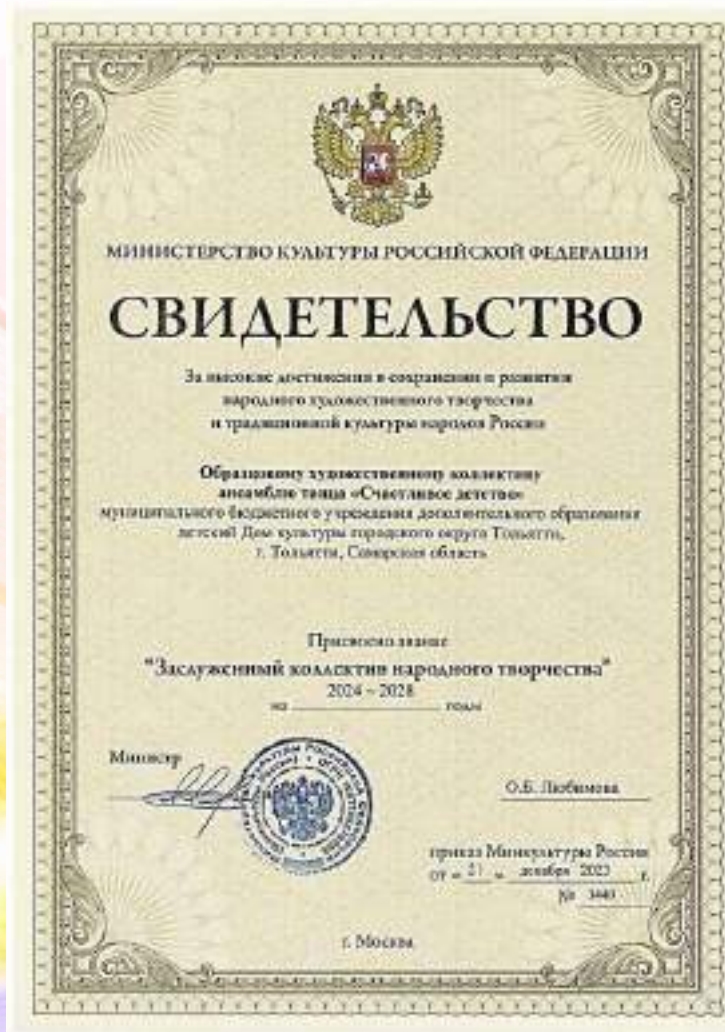 МИНИСТЕРСТВО КУЛЬТУРЫ РОССИЙСКОЙ ФЕДЕРАЦИИ
СВИДЕТЕЛЬСТВО
За высокие достижения в сохранении и развитии
народного художественного творчества
и традиционной культуры народов России
Образцовому художественному коллективу
ансамблю танца «Счастливое детство»
муниципального бюджетного учреждения дополнительного образования
детский Дом культуры городского округа Тольятти,
г. Тольятти, Самарская область
Присвоено звание
"Заслуженный коллектив народного творчества"
на 2024 – 2028 годы
Министр
О.Б. Любимова
приказ Минкультуры России
от « » декабря 2023 г.
№
г. Москва